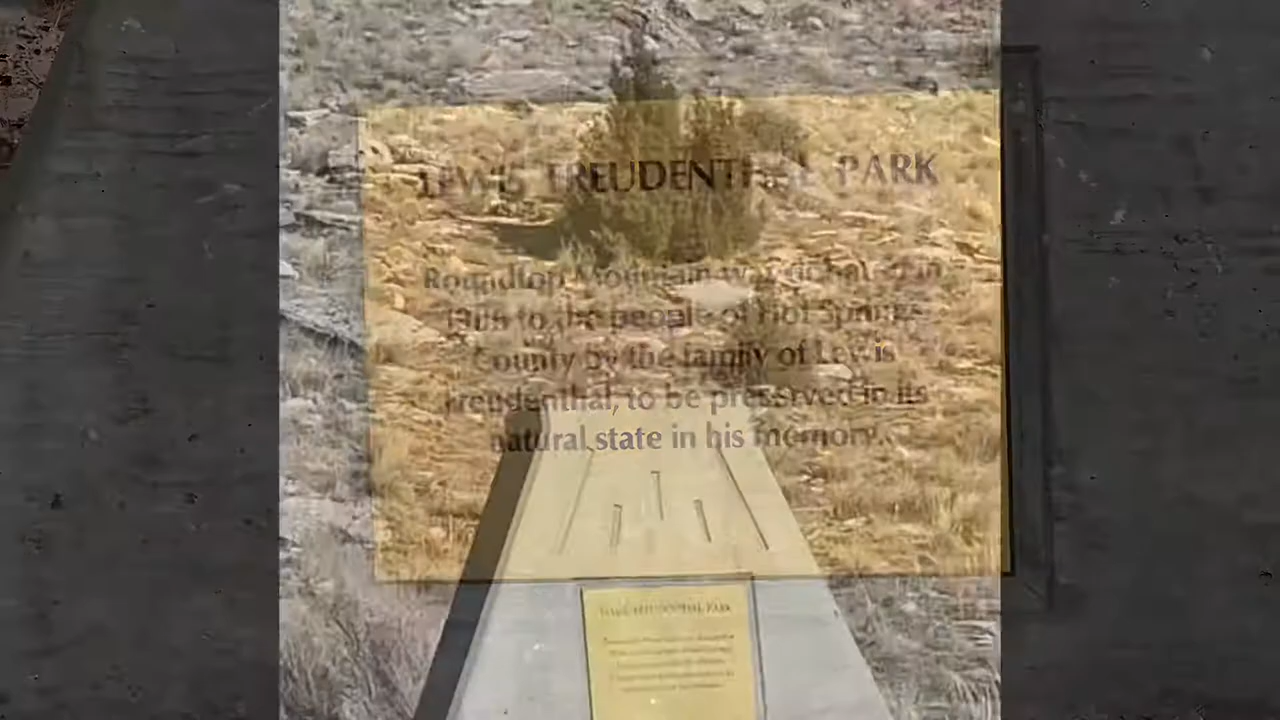 LEWIS FREUDENTHAL PARK
Roundtop Mountain was donated in
to the people of Hot Springs
County by the family of Lewis
Freudenthal, to be preserved in its
natural state in his memory.